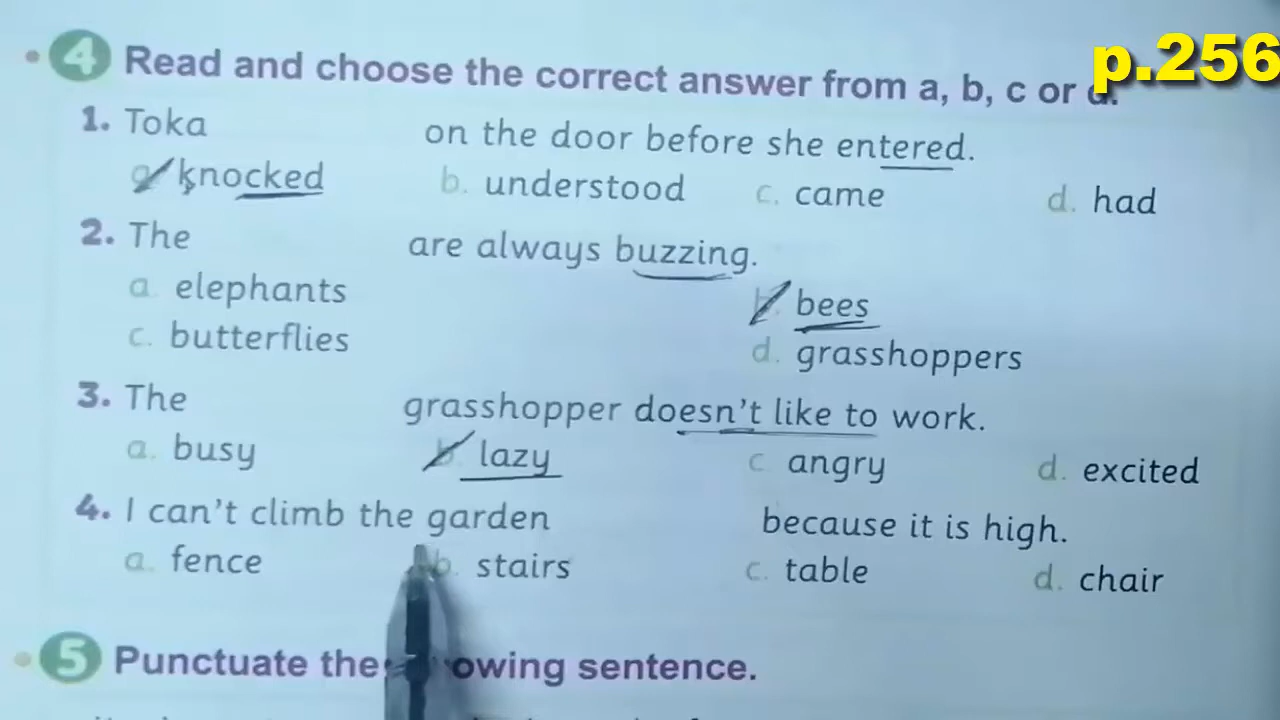 p.256
4 Read and choose the correct answer from a, b, c or d.
1. Toka on the door before she entered.
a. knocked b. understood c. came d. had
2. The are always buzzing.
a. elephants b. bees
c. butterflies d. grasshoppers
3. The grasshopper doesn't like to work.
a. busy b. lazy c. angry d. excited
4. I can't climb the garden because it is high.
a. fence b. stairs c. table d. chair
5 Punctuate the sentence.